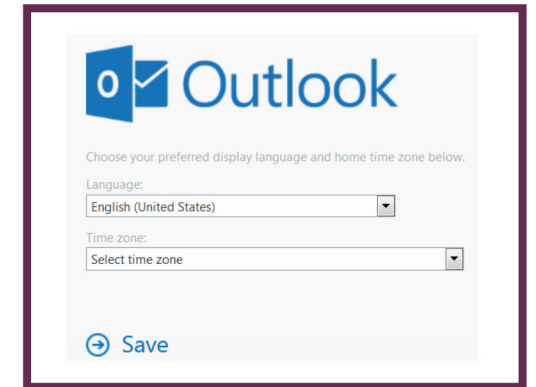 Outlook
Choose your preferred display language and home time zone below.
Language:
English (United States)
Time zone:
Select time zone
Save